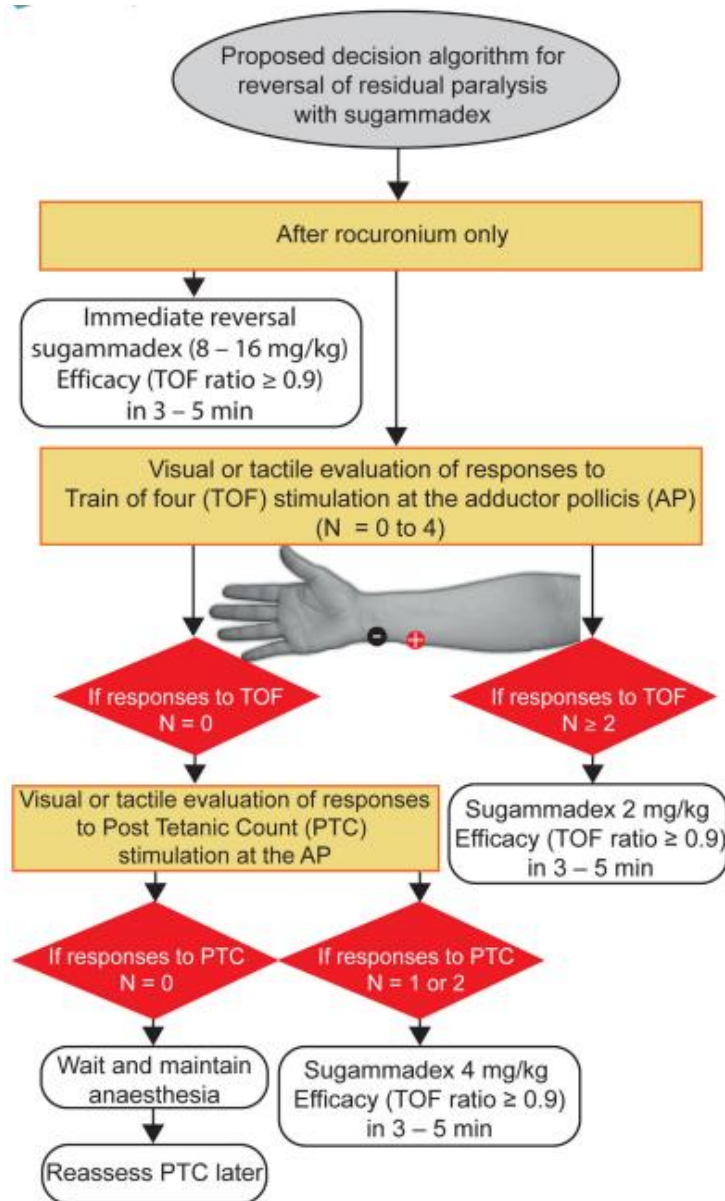 Proposed decision algorithm for
reversal of residual paralysis
with sugammadex
After rocuronium only
Immediate reversal
sugammadex (8 – 16 mg/kg)
Efficacy (TOF ratio ≥ 0.9)
in 3 – 5 min
Visual or tactile evaluation of responses to
Train of four (TOF) stimulation at the adductor pollicis (AP)
(N = 0 to 4)
- +
If responses to TOF
N = 0
If responses to TOF
N ≥ 2
Visual or tactile evaluation of responses
to Post Tetanic Count (PTC)
stimulation at the AP
Sugammadex 2 mg/kg
Efficacy (TOF ratio ≥ 0.9)
in 3 – 5 min
If responses to PTC
N = 0
If responses to PTC
N = 1 or 2
Wait and maintain
anaesthesia
Sugammadex 4 mg/kg
Efficacy (TOF ratio ≥ 0.9)
in 3 – 5 min
Reassess PTC later